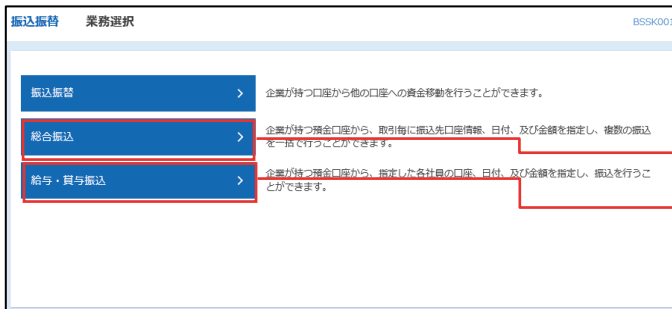 振込振替 業務選択 BSSK001
振込振替 企業が持つ口座から他の口座への資金移動を行うことができます。
総合振込 企業が持つ預金口座から、取引毎に振込先口座情報、日付、及び金額を指定し、複数の振込
を一括で行うことができます。
給与・賞与振込 企業が持つ預金口座から、指定した各社員の口座、日付、及び金額を指定し、振込を行うこ
とができます。